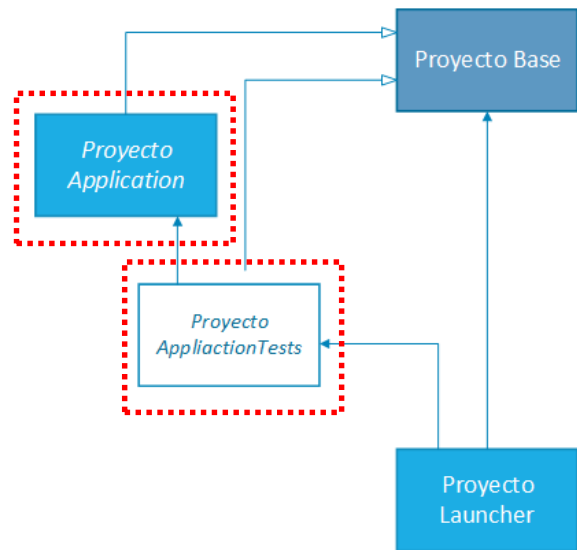 Proyecto Base
Proyecto
Application
Proyecto
AppliactionTests
Proyecto
Launcher